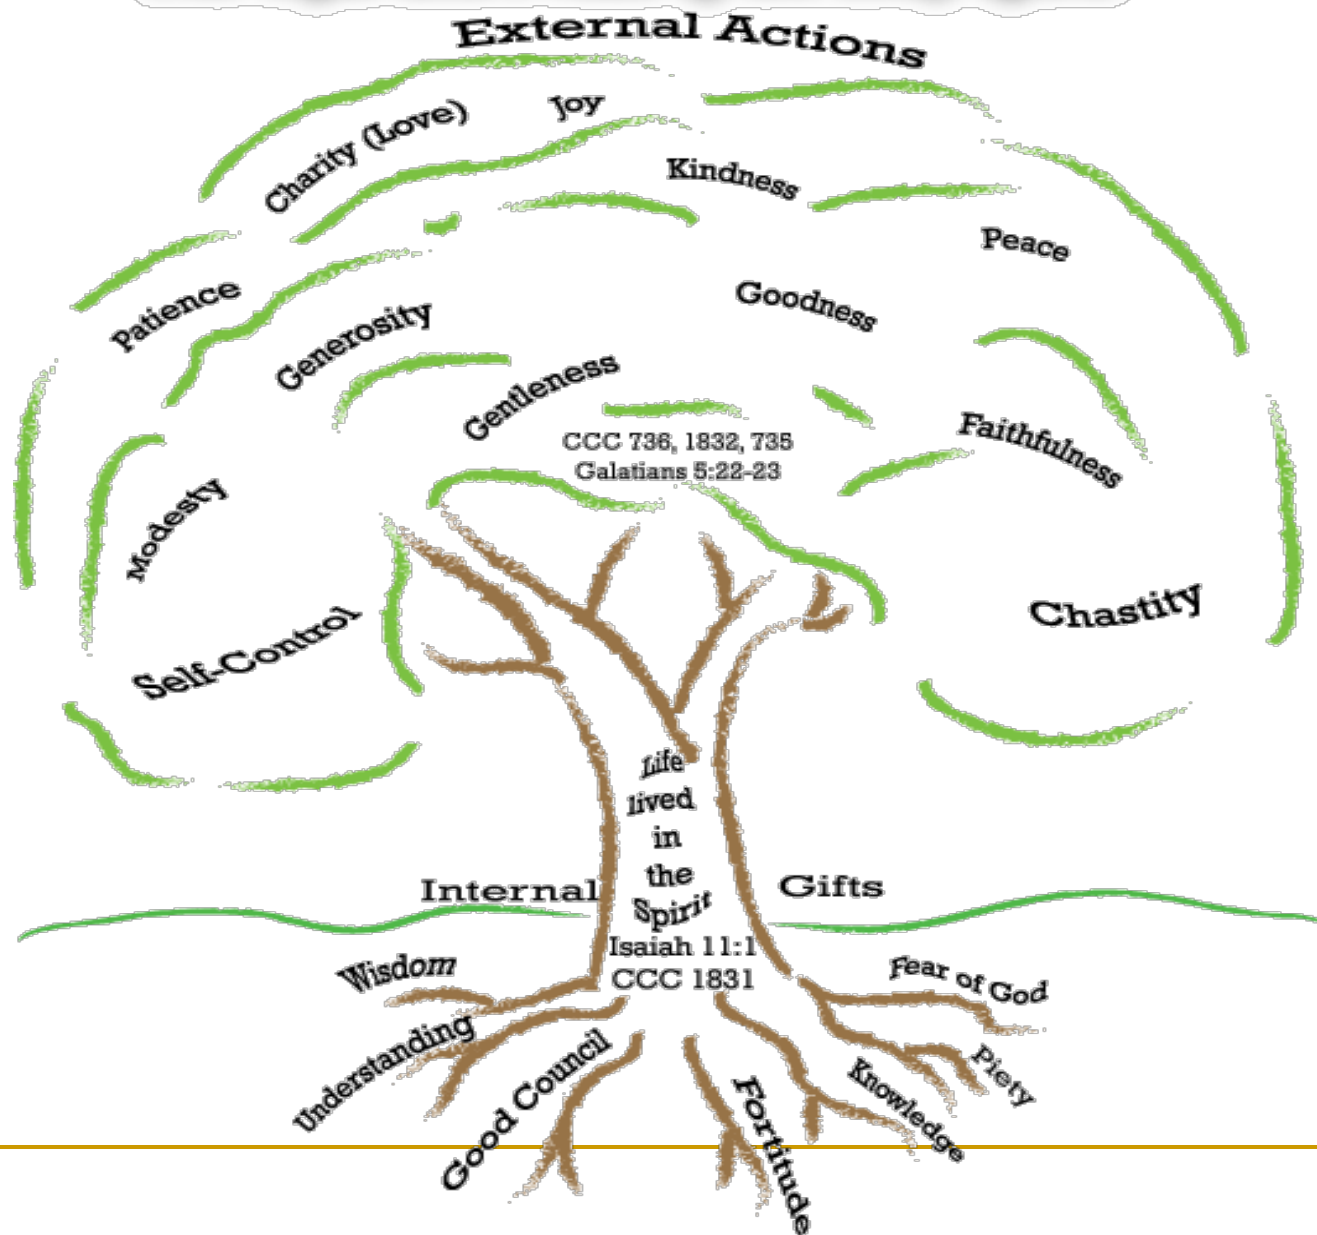 External Actions
Charity (Love)
Joy
Kindness
Peace
Patience
Generosity
Goodness
Gentleness
Faithfulness
CCC 736, 1832, 735
Galatians 5:22-23
Modesty
Self-Control
Chastity
Life
lived
in
the
Spirit
Internal
Gifts
Isaiah 11:1
CCC 1831
Wisdom
Understanding
Good Council
Fortitude
Knowledge
Piety
Fear of God